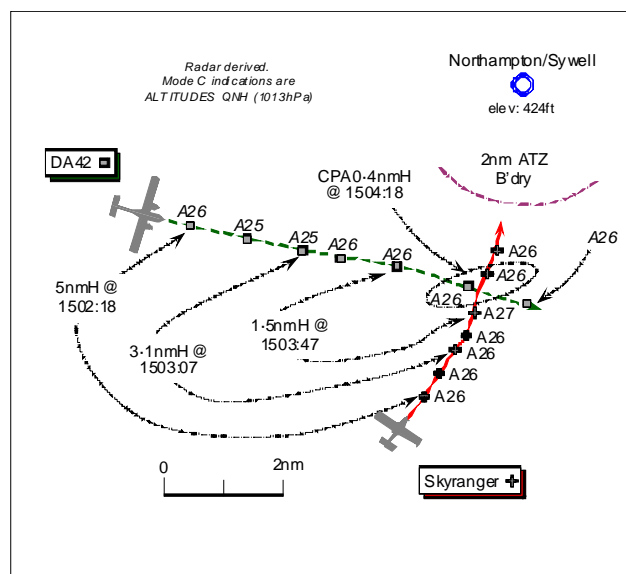 Radar derived.
Mode C indications are
ALTITUDES QNH (1013hPa)
Northampton/Sywell
elev: 424ft
DA42
CPA0·4nmH
@ 1504:18
2nm ATZ
B'dry
A26
A25
A25
A26
A26
A26
A26
5nmH @
1502:18
3·1nmH @
1503:07
1·5nmH @
1503:47
A26
A26
A27
A26
A26
A26
A26
0
2nm
Skyranger